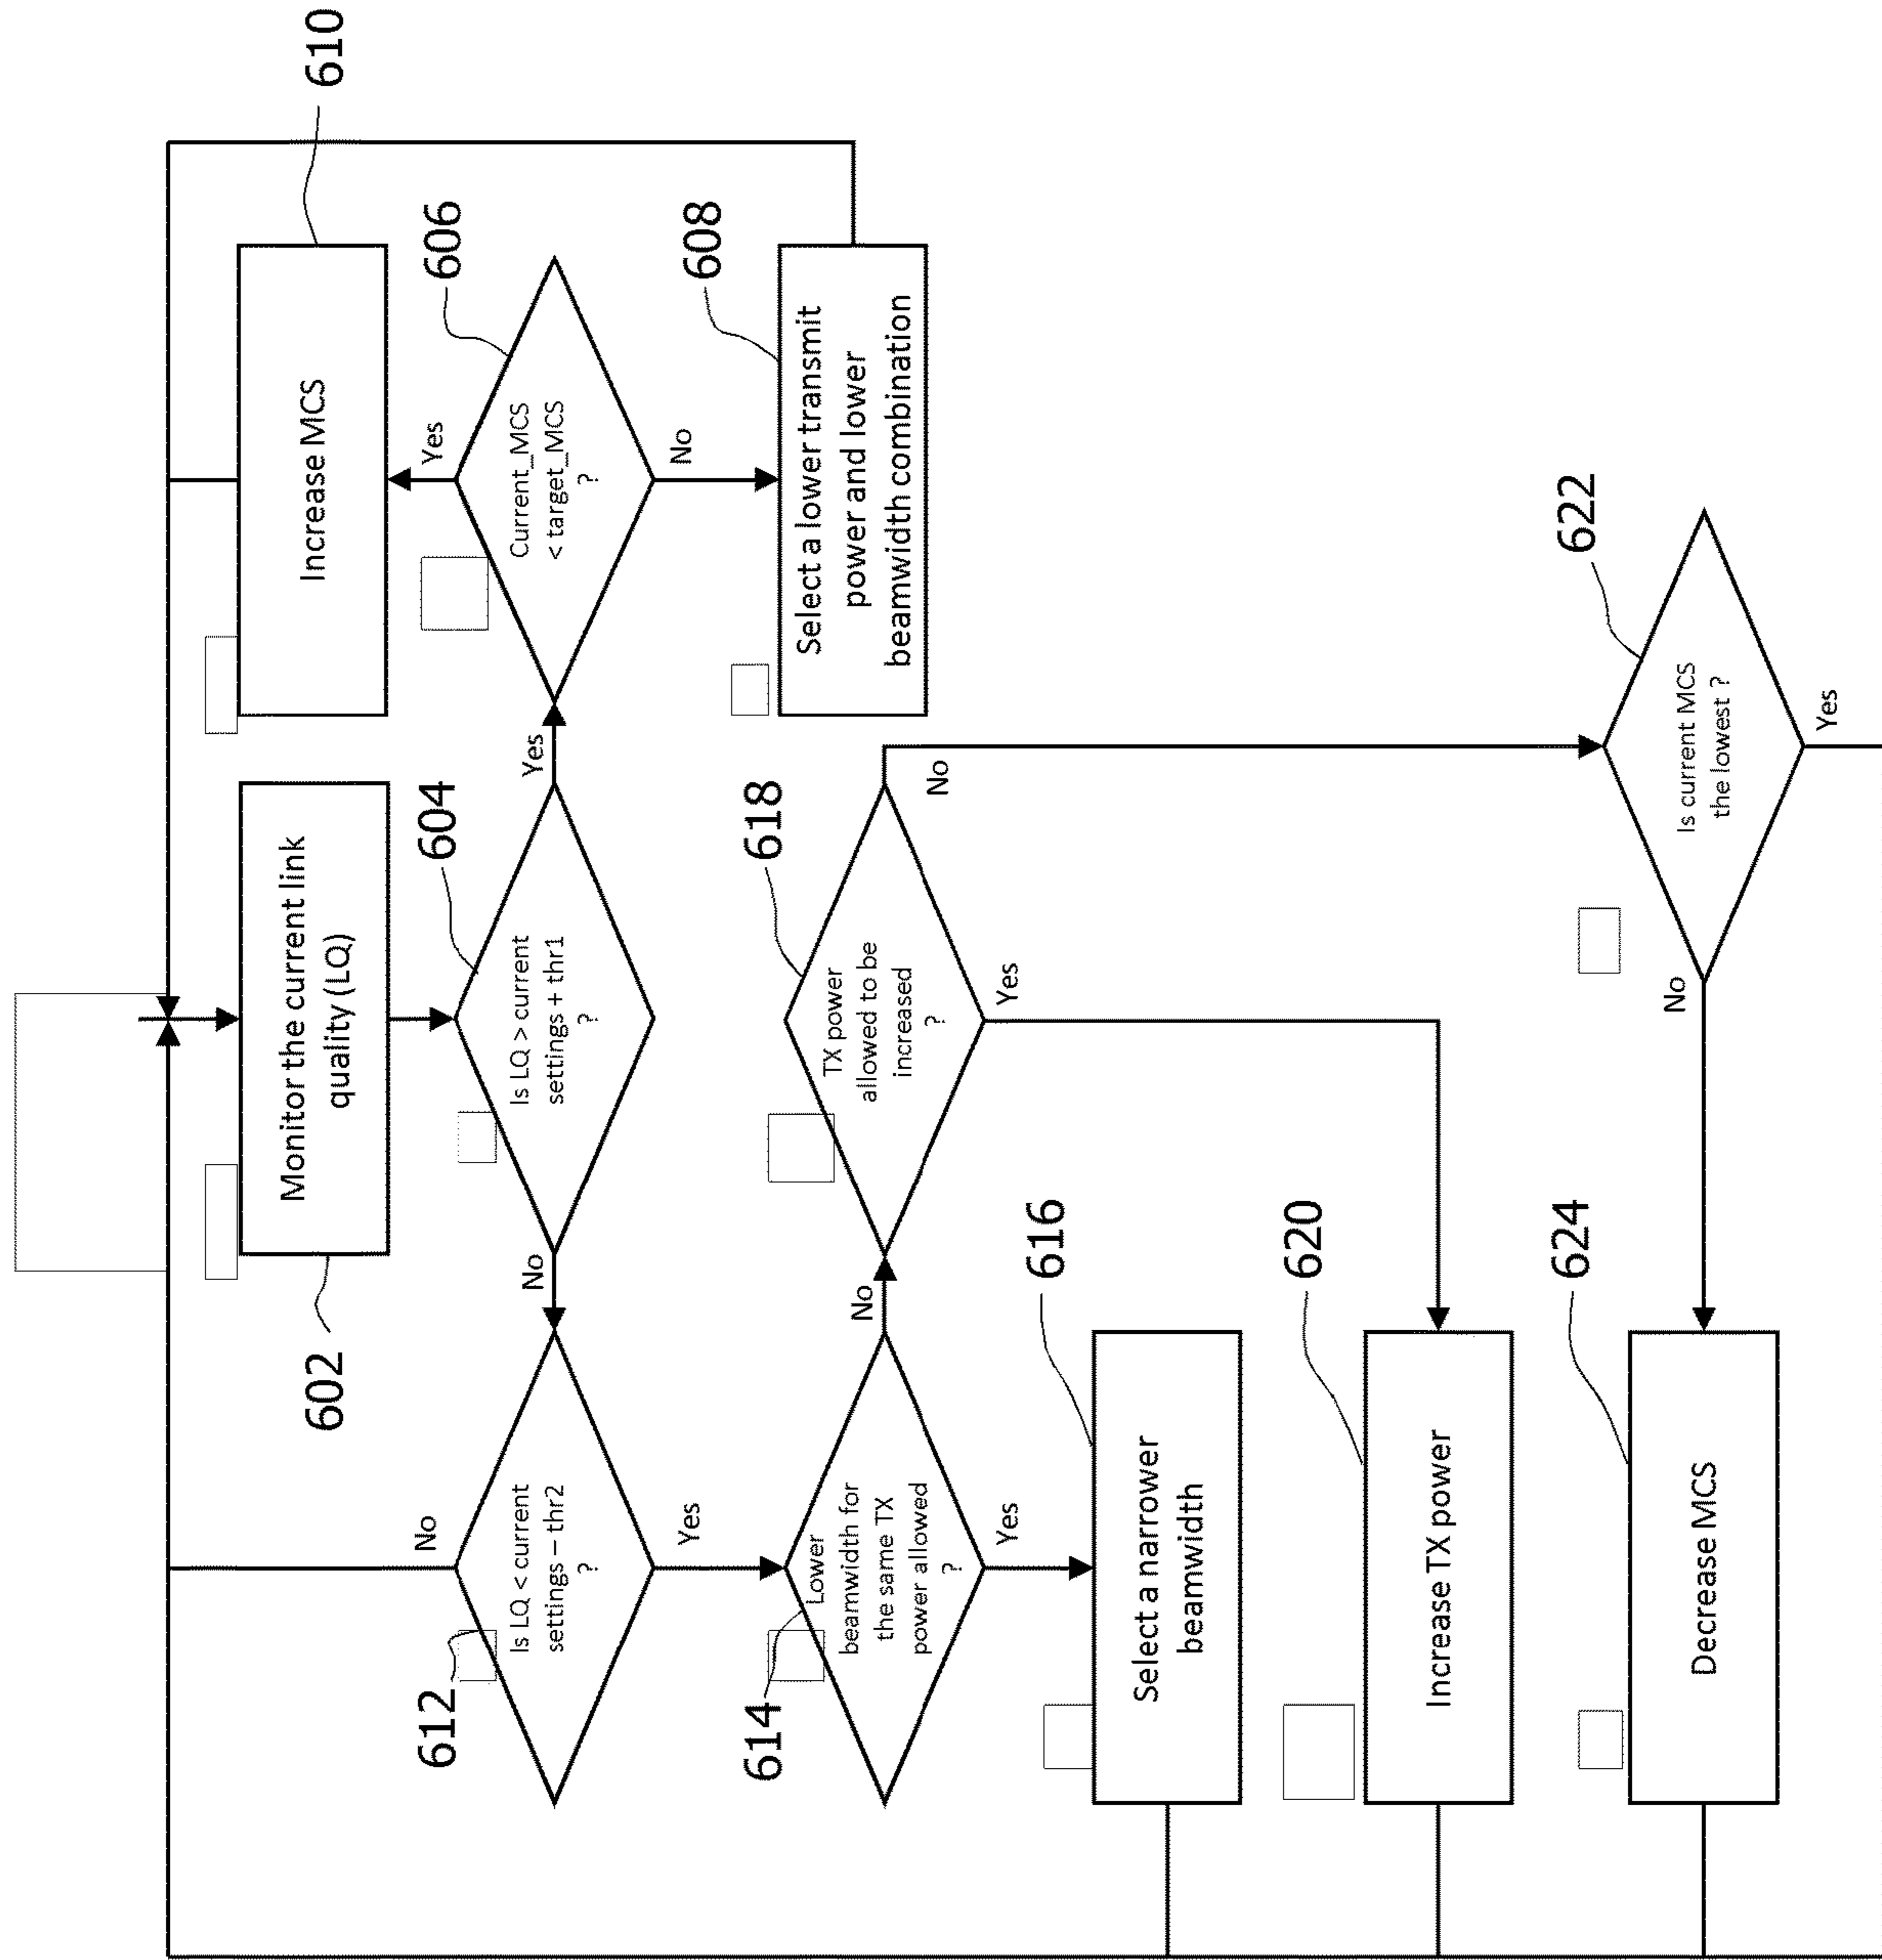 610
Increase MCS
Monitor the current link
quality (LQ)
602
Yes
606
Current_MCS
< target_MCS
?
No
604
Is LQ > current
settings + thr1
?
Yes
No
No
612
Is LQ < current
settings – thr2
?
Yes
608
Select a lower transmit
power and lower
beamwidth combination
618
TX power
allowed to be
increased
?
No
Yes
614
Lower
beamwidth for
the same TX
power allowed
?
No
Yes
616
Select a narrower
beamwidth
620
Increase TX power
622
Is current MCS
the lowest ?
No
Yes
624
Decrease MCS